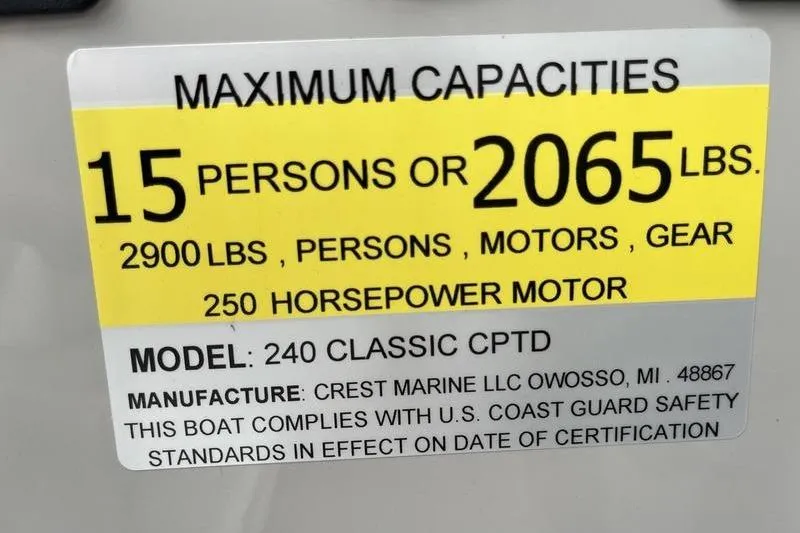 MAXIMUM CAPACITIES
15 PERSONS OR 2065 LBS.
2900 LBS , PERSONS , MOTORS , GEAR
250 HORSEPOWER MOTOR
MODEL: 240 CLASSIC CPTD
MANUFACTURE: CREST MARINE LLC OWOSSO, MI . 48867
THIS BOAT COMPLIES WITH U.S. COAST GUARD SAFETY
STANDARDS IN EFFECT ON DATE OF CERTIFICATION